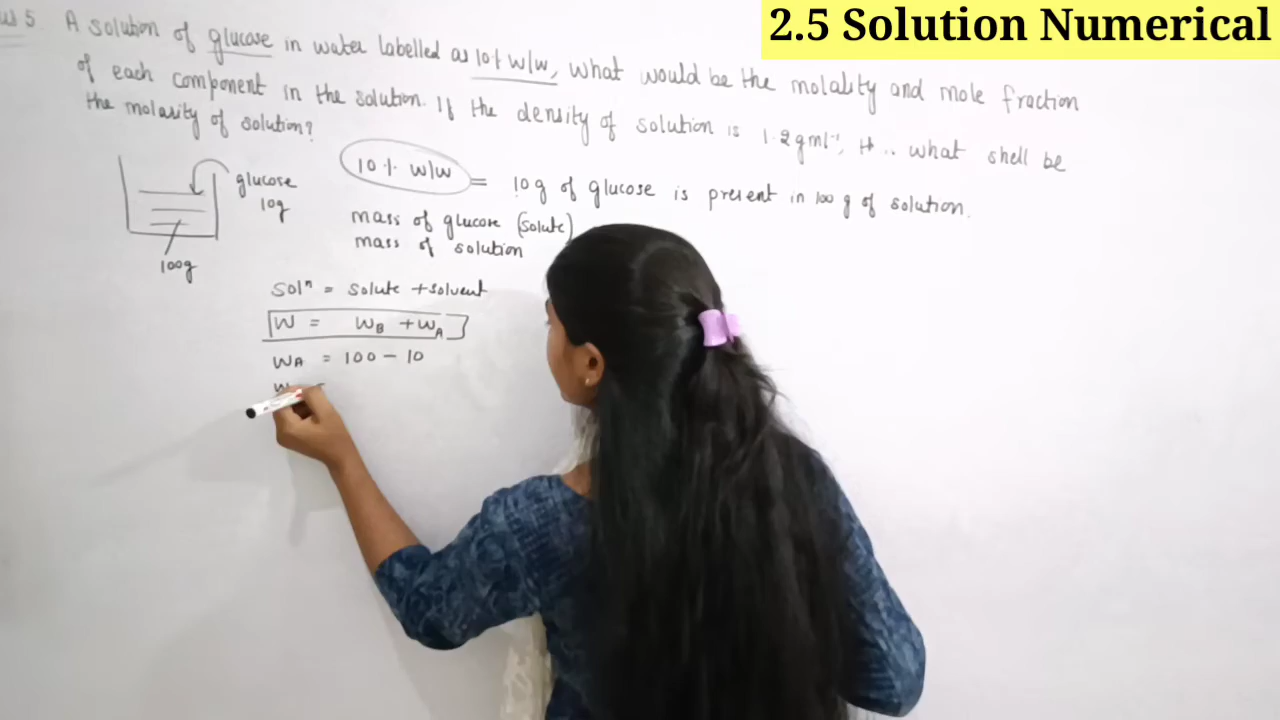 2.5 Solution Numerical
5. A solution of glucose in water labelled as 10% w/w, what would be the molality and mole fraction
of each component in the solution. If the density of solution is 1.2gml⁻¹, .. what shell be
the molarity of solution?
10% w/w = 10g of glucose is present in 100g of solution.
glucose
10g
100g
mass of glucose (solute)
mass of solution
Solⁿ = Solute + solvent
W = WB + WA
WA = 100 - 10
=